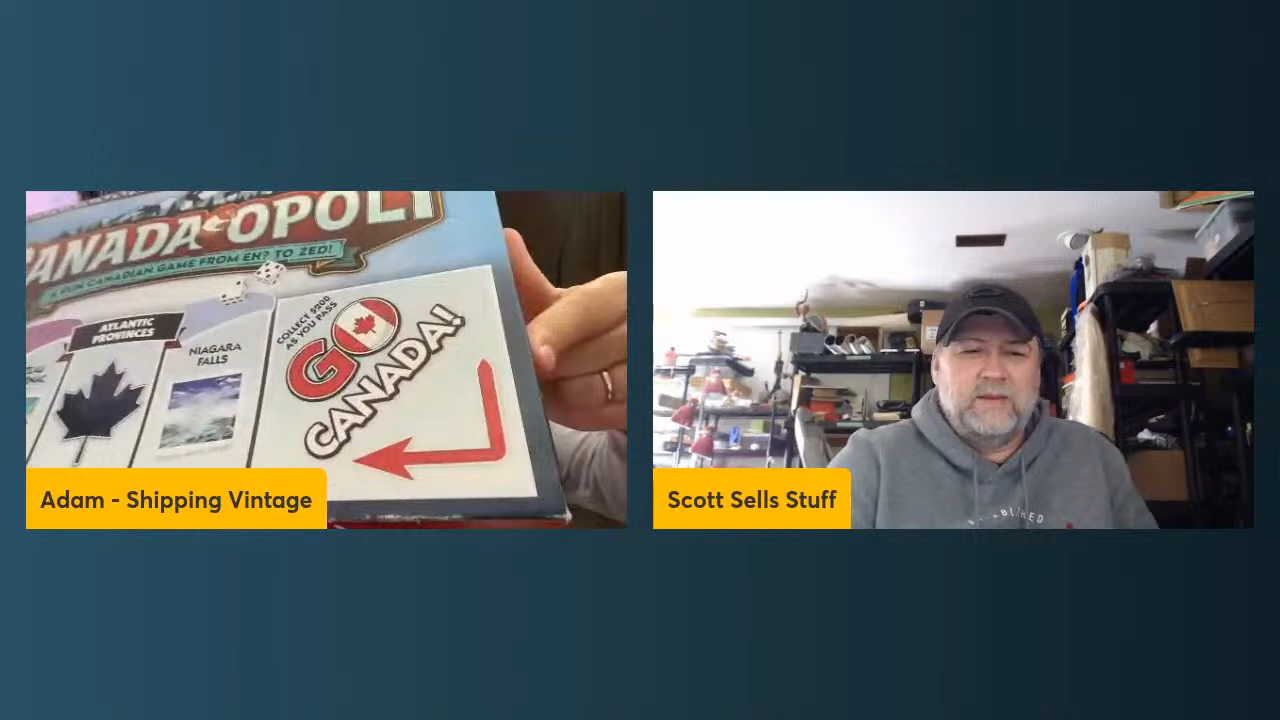 CANADA-OPOLY
A FUN CANADIAN GAME FROM EH? TO ZED!
ATLANTIC
PROVINCES
NIAGARA
FALLS
COLLECT $200
AS YOU PASS
GO
CANADA!
Adam - Shipping Vintage
Scott Sells Stuff
ESTABLISHED